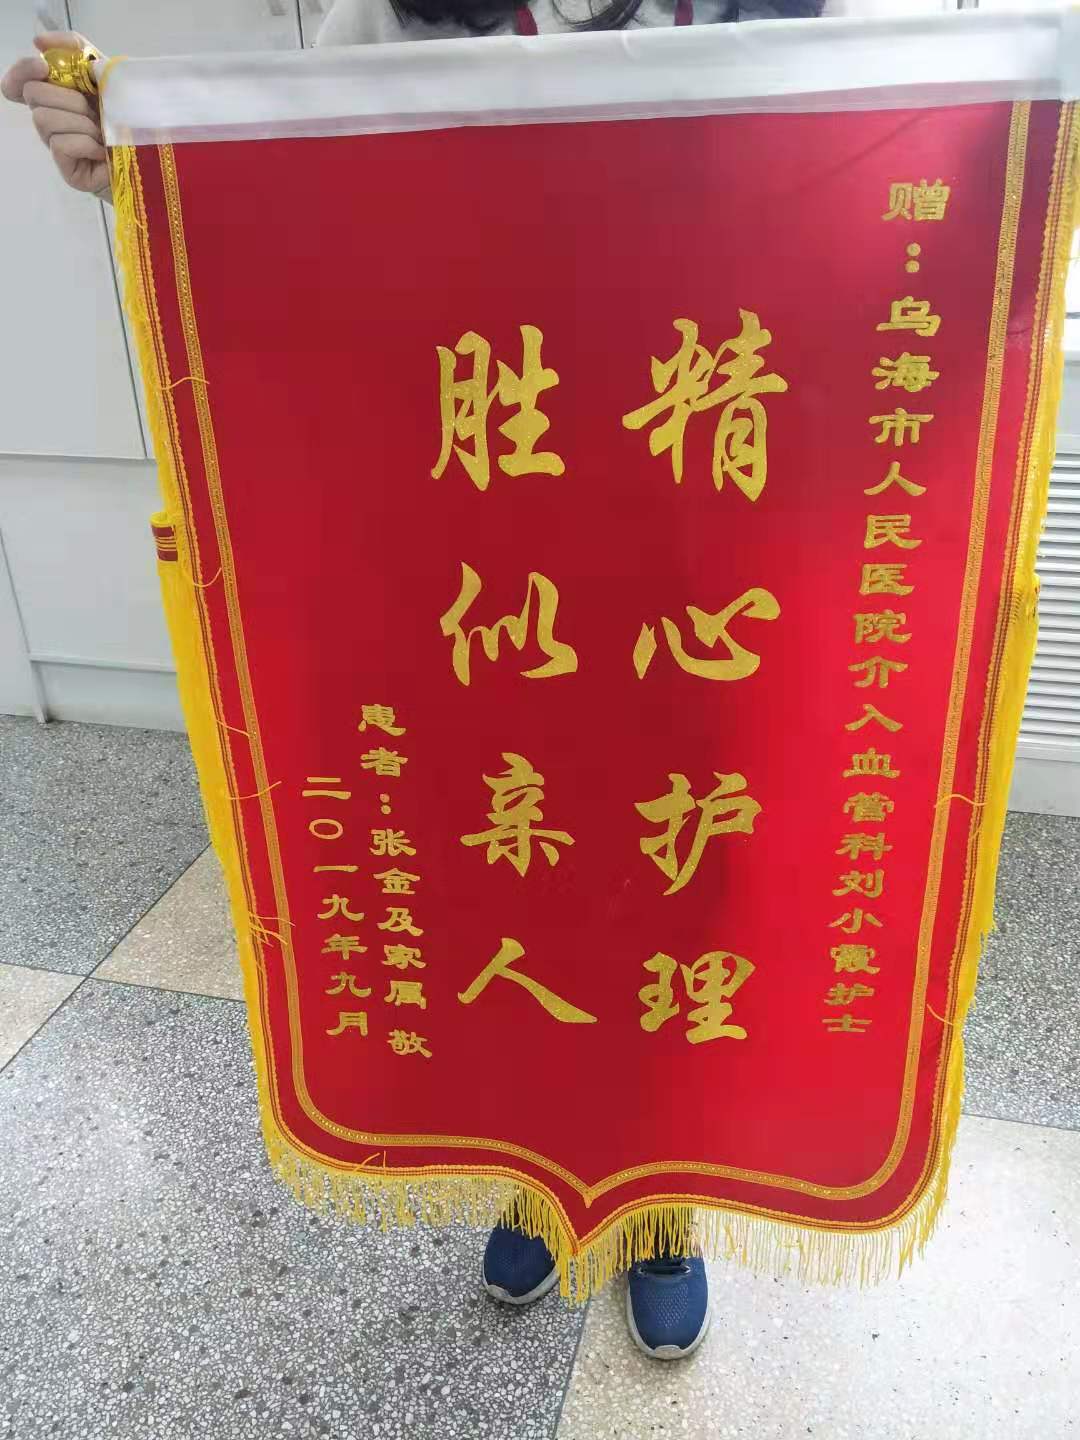 赠：乌海市人民医院介入血管科刘小霞护士
精心护理
胜似亲人
患者：张金及家属 敬
二〇一九年九月